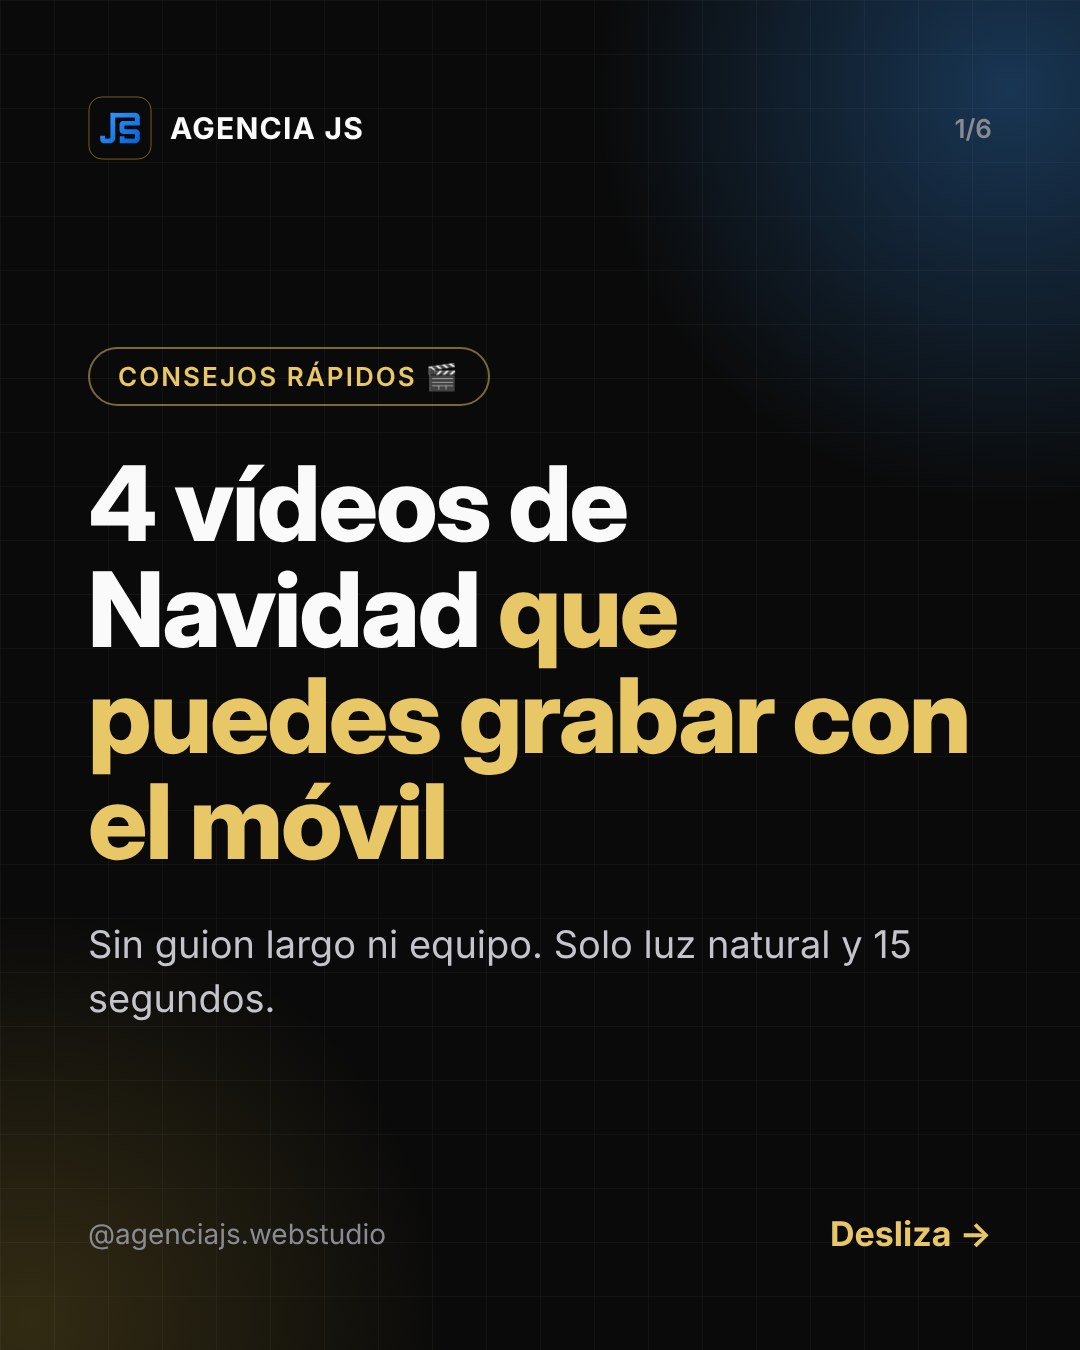 JS AGENCIA JS
1/6
CONSEJOS RÁPIDOS 🎬
4 vídeos de
Navidad que
puedes grabar con
el móvil
Sin guion largo ni equipo. Solo luz natural y 15
segundos.
@agenciajs.webstudio
Desliza →